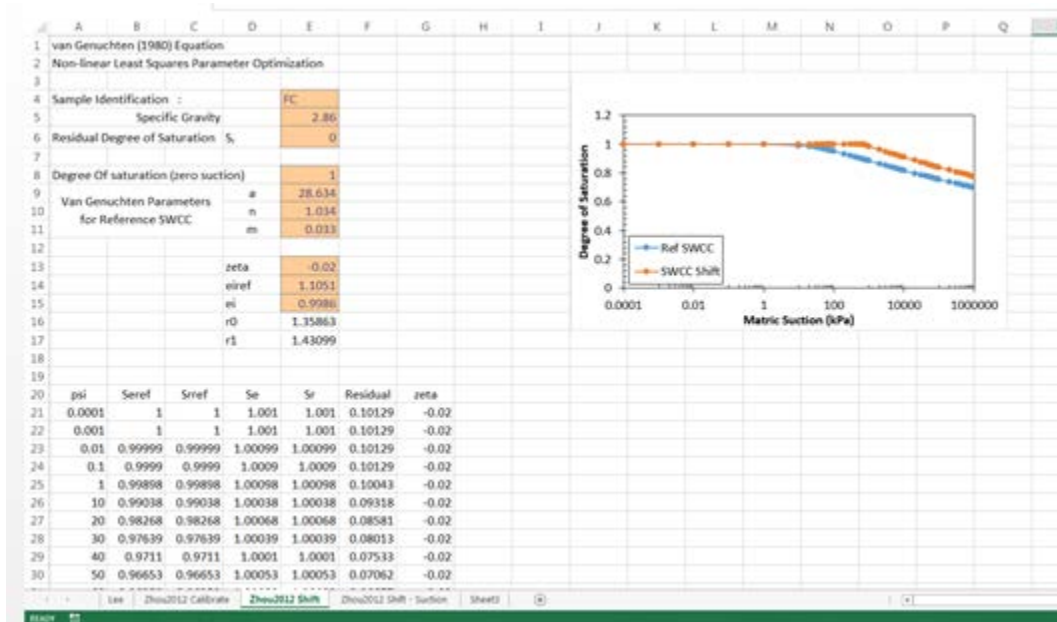 A B C D E F G H I J K L M N O P Q
1 van Genuchten (1980) Equation
2 Non-linear Least Squares Parameter Optimization
3
4 Sample Identification : FC
5 Specific Gravity 2.86
6 Residual Degree of Saturation Sr 0
7
8 Degree Of saturation (zero suction) 1
9 a 28.634
Van Genuchten Parameters
10 n 1.034
for Reference SWCC
11 m 0.033
12
13 zeta -0.02
14 eiref 1.1051
15 ei 0.9986
16 r0 1.35863
17 r1 1.43099
18
19
20 psi Seref Srref Se Sr Residual zeta
21 0.0001 1 1 1.001 1.001 0.10129 -0.02
22 0.001 1 1 1.001 1.001 0.10129 -0.02
23 0.01 0.99999 0.99999 1.00099 1.00099 0.10129 -0.02
24 0.1 0.9999 0.9999 1.0009 1.0009 0.10129 -0.02
25 1 0.99898 0.99898 1.00098 1.00098 0.10043 -0.02
26 10 0.99038 0.99038 1.00038 1.00038 0.09318 -0.02
27 20 0.98268 0.98268 1.00068 1.00068 0.08581 -0.02
28 30 0.97639 0.97639 1.00039 1.00039 0.08013 -0.02
29 40 0.9711 0.9711 1.0001 1.0001 0.07533 -0.02
30 50 0.96653 0.96653 1.00053 1.00053 0.07062 -0.02
1.2
1
0.8
0.6
0.4
0.2
0
Degree of Saturation
Ref SWCC
SWCC Shift
0.0001 0.01 1 100 10000 1000000
Matric Suction (kPa)
Lee Zhou2012 Calibrate Zhou2012 Shift Zhou2012 Shift - Suction Sheet3
READY